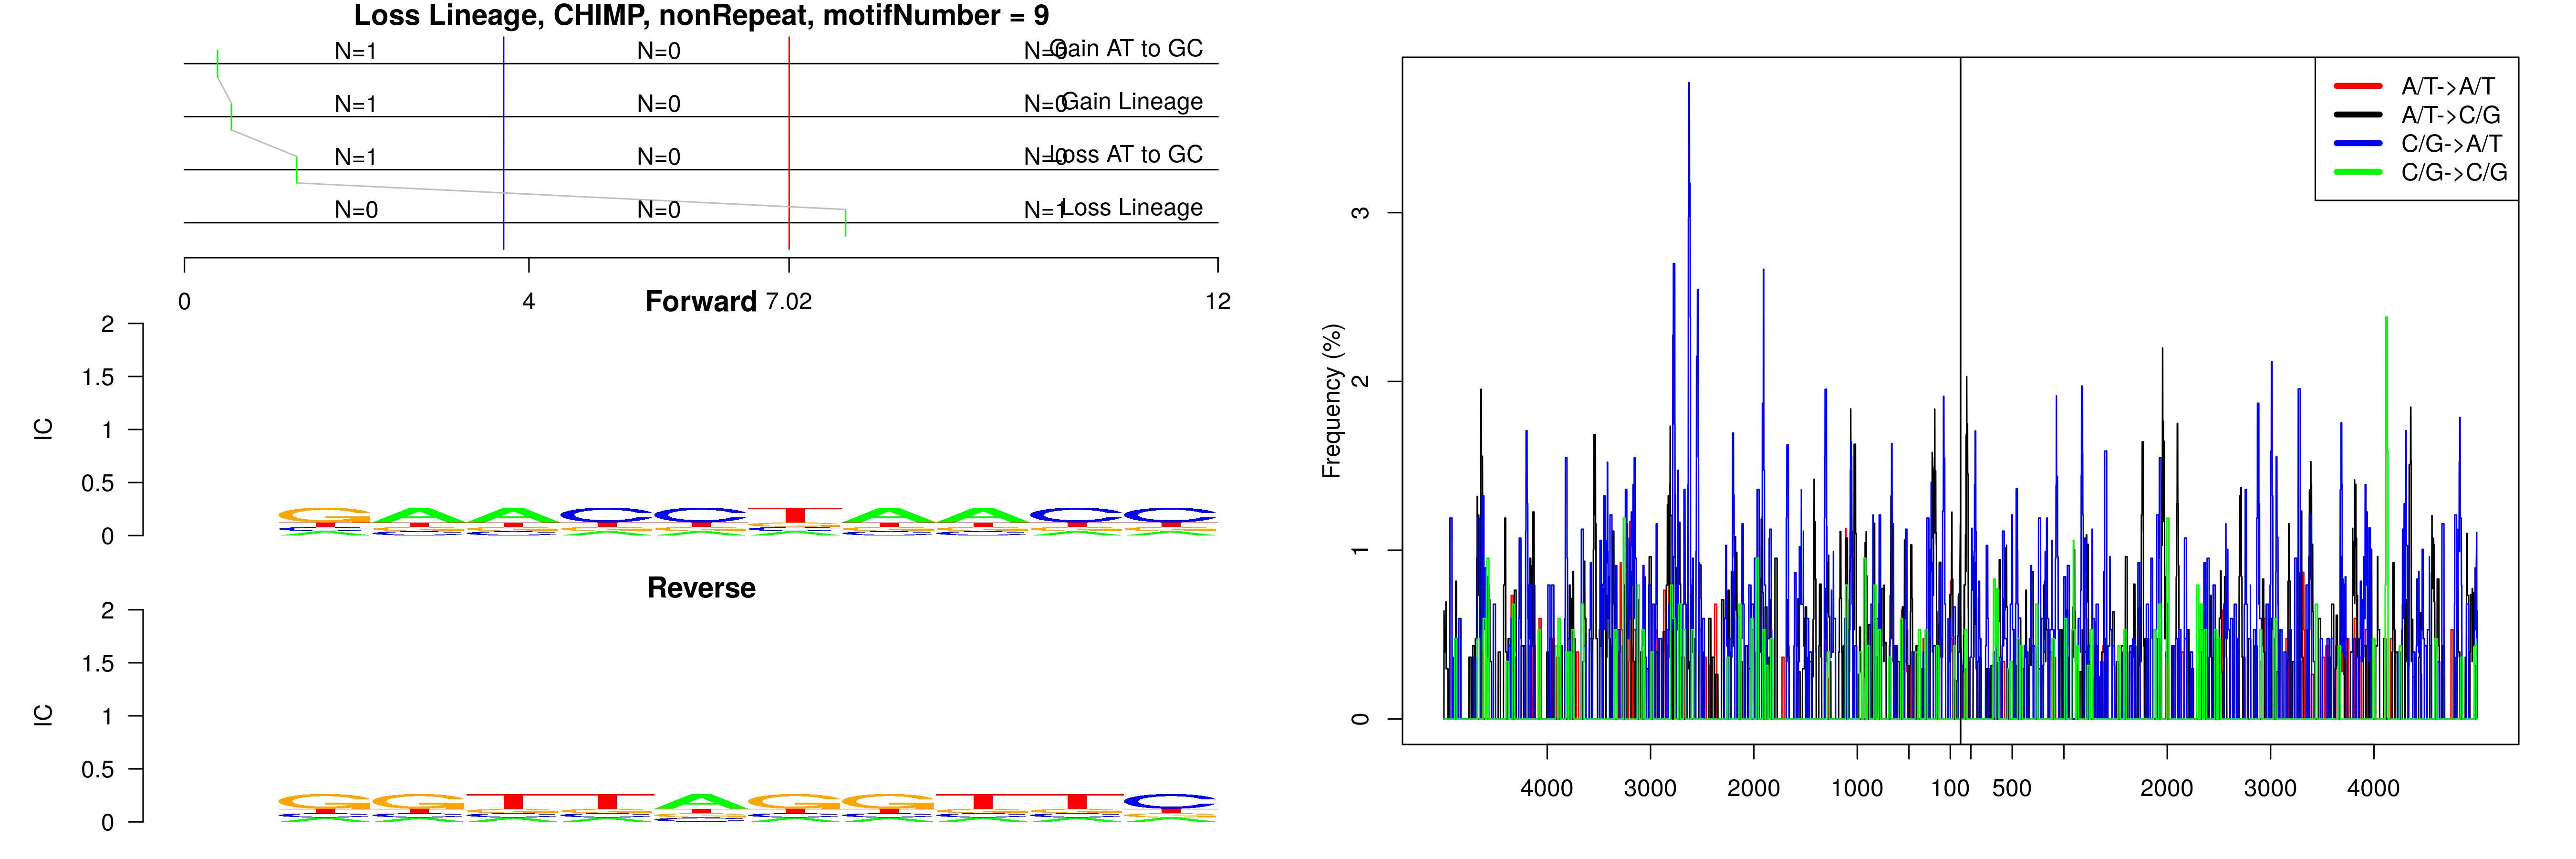 Loss Lineage, CHIMP, nonRepeat, motifNumber = 9
N=1 N=0 N=0 Gain AT to GC
N=1 N=0 N=0 Gain Lineage
N=1 N=0 N=0 Loss AT to GC
N=0 N=0 N=1 Loss Lineage
0 4 7.02 12
Forward
2
1.5
1
0.5
0
IC
GAACCTAACC
Reverse
2
1.5
1
0.5
0
IC
GGTTAGGTTC
A/T->A/T
A/T->C/G
C/G->A/T
C/G->C/G
Frequency (%)
3
2
1
0
4000 3000 2000 1000 100 500 2000 3000 4000